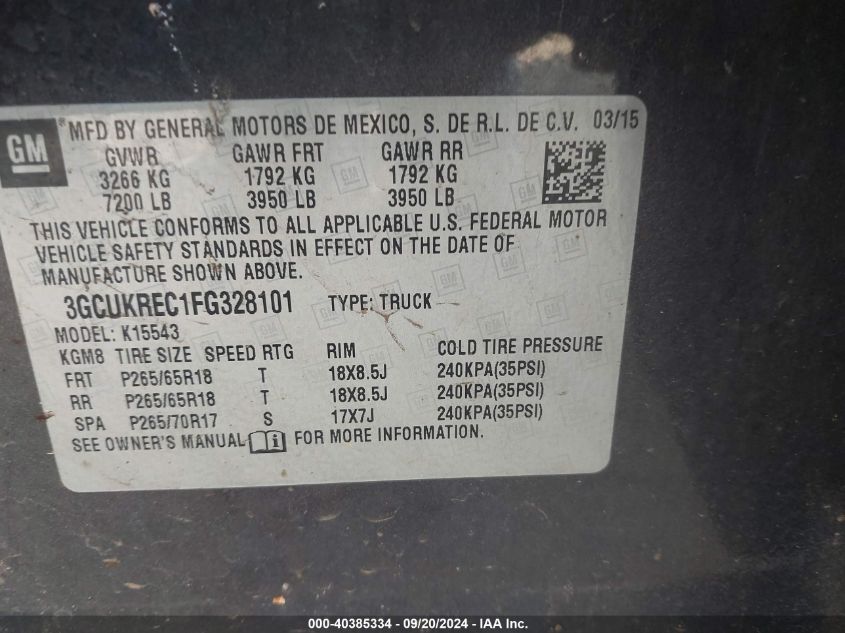 GM
® MFD BY GENERAL MOTORS DE MEXICO, S. DE R.L. DE C.V. 03/15
GVWR GAWR FRT GAWR RR
3266 KG 1792 KG 1792 KG
7200 LB 3950 LB 3950 LB
THIS VEHICLE CONFORMS TO ALL APPLICABLE U.S. FEDERAL MOTOR
VEHICLE SAFETY STANDARDS IN EFFECT ON THE DATE OF
MANUFACTURE SHOWN ABOVE.
3GCUKREC1FG328101 TYPE: TRUCK
MODEL: K15543
KGM8 TIRE SIZE SPEED RTG RIM COLD TIRE PRESSURE
FRT P265/65R18 T 18X8.5J 240KPA(35PSI)
RR P265/65R18 T 18X8.5J 240KPA(35PSI)
SPA P265/70R17 S 17X7J 240KPA(35PSI)
SEE OWNER'S MANUAL i FOR MORE INFORMATION.
000-40385334 - 09/20/2024 - IAA Inc.